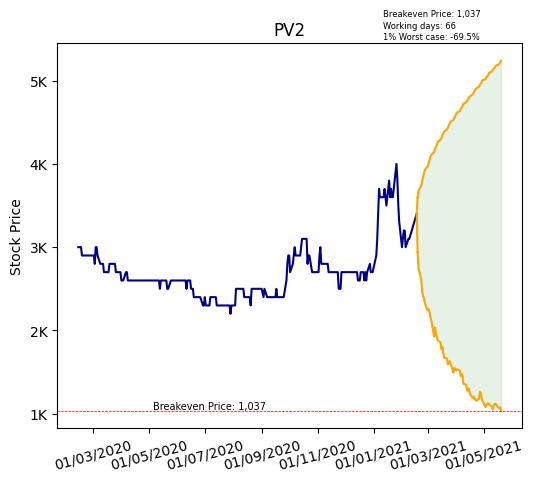 Breakeven Price: 1,037
Working days: 66
1% Worst case: -69.5%
PV2
Stock Price
5K
4K
3K
2K
1K
Breakeven Price: 1,037
01/03/2020
01/05/2020
01/07/2020
01/09/2020
01/11/2020
01/01/2021
01/03/2021
01/05/2021